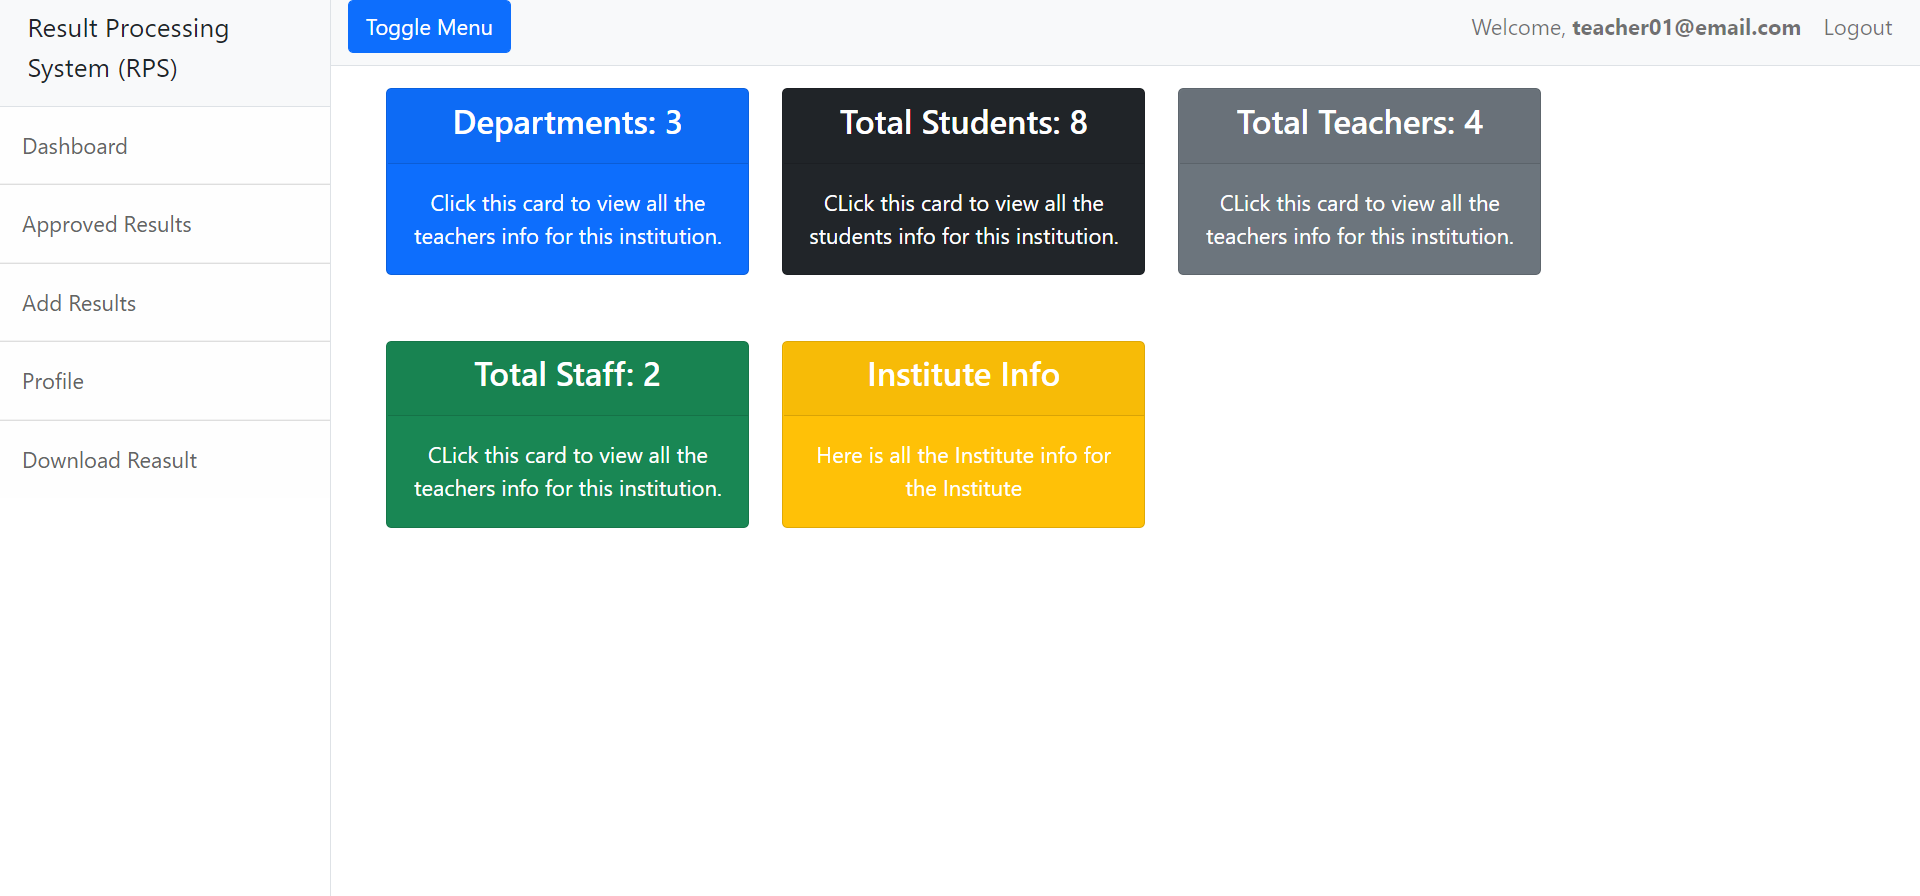 Result Processing
System (RPS)
Toggle Menu
Welcome, teacher01@email.com Logout
Dashboard
Approved Results
Add Results
Profile
Download Reasult
Departments: 3
Click this card to view all the
teachers info for this institution.
Total Students: 8
CLick this card to view all the
students info for this institution.
Total Teachers: 4
CLick this card to view all the
teachers info for this institution.
Total Staff: 2
CLick this card to view all the
teachers info for this institution.
Institute Info
Here is all the Institute info for
the Institute